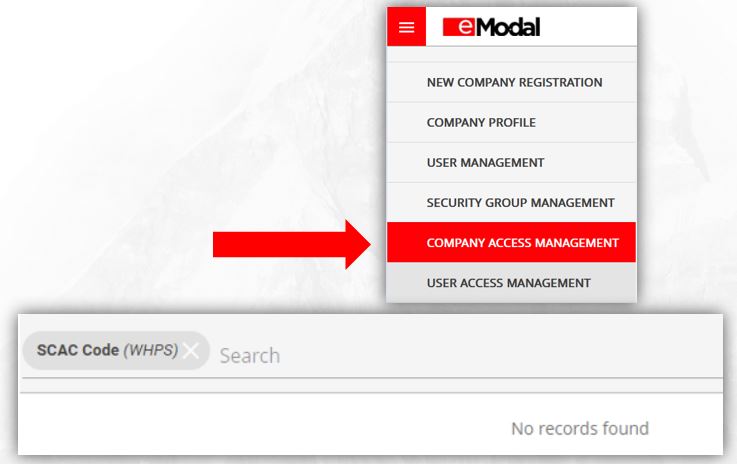 eModal
NEW COMPANY REGISTRATION
COMPANY PROFILE
USER MANAGEMENT
SECURITY GROUP MANAGEMENT
COMPANY ACCESS MANAGEMENT
USER ACCESS MANAGEMENT
SCAC Code (WHPS) Search
No records found